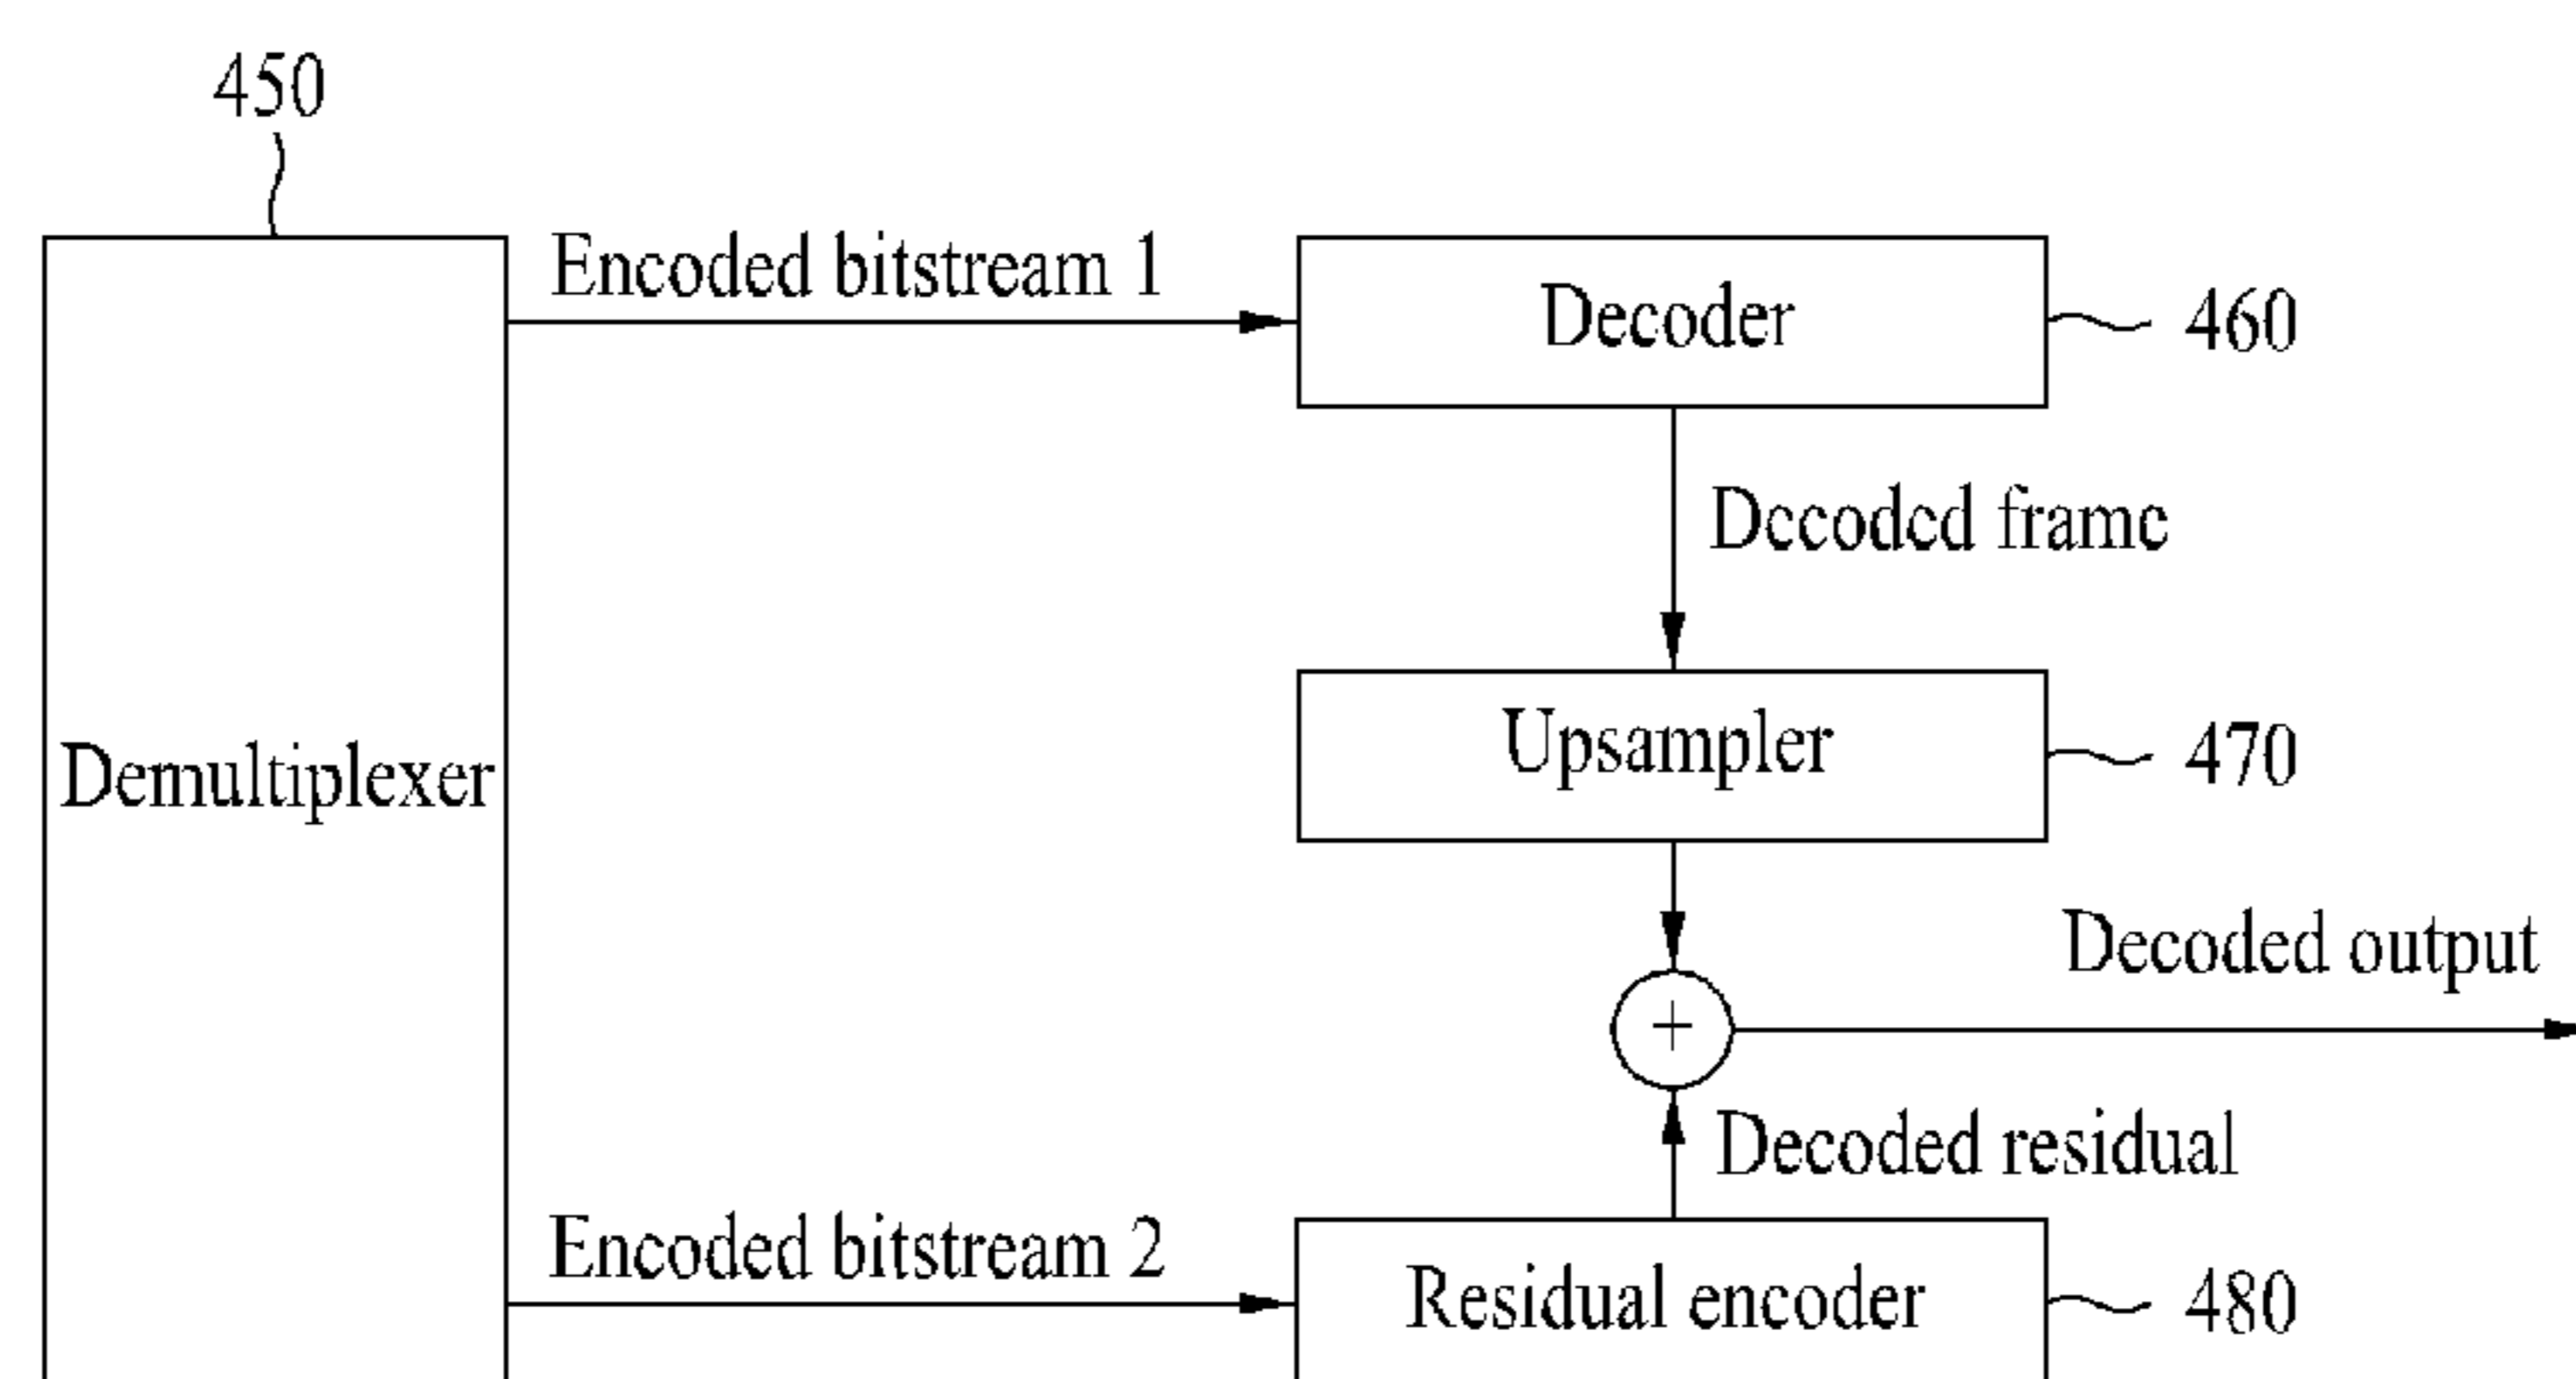 450
Encoded bitstream 1
Decoder
460
Decoded frame
Demultiplexer
Upsampler
470
Decoded output
+
Decoded residual
Encoded bitstream 2
Residual encoder
480